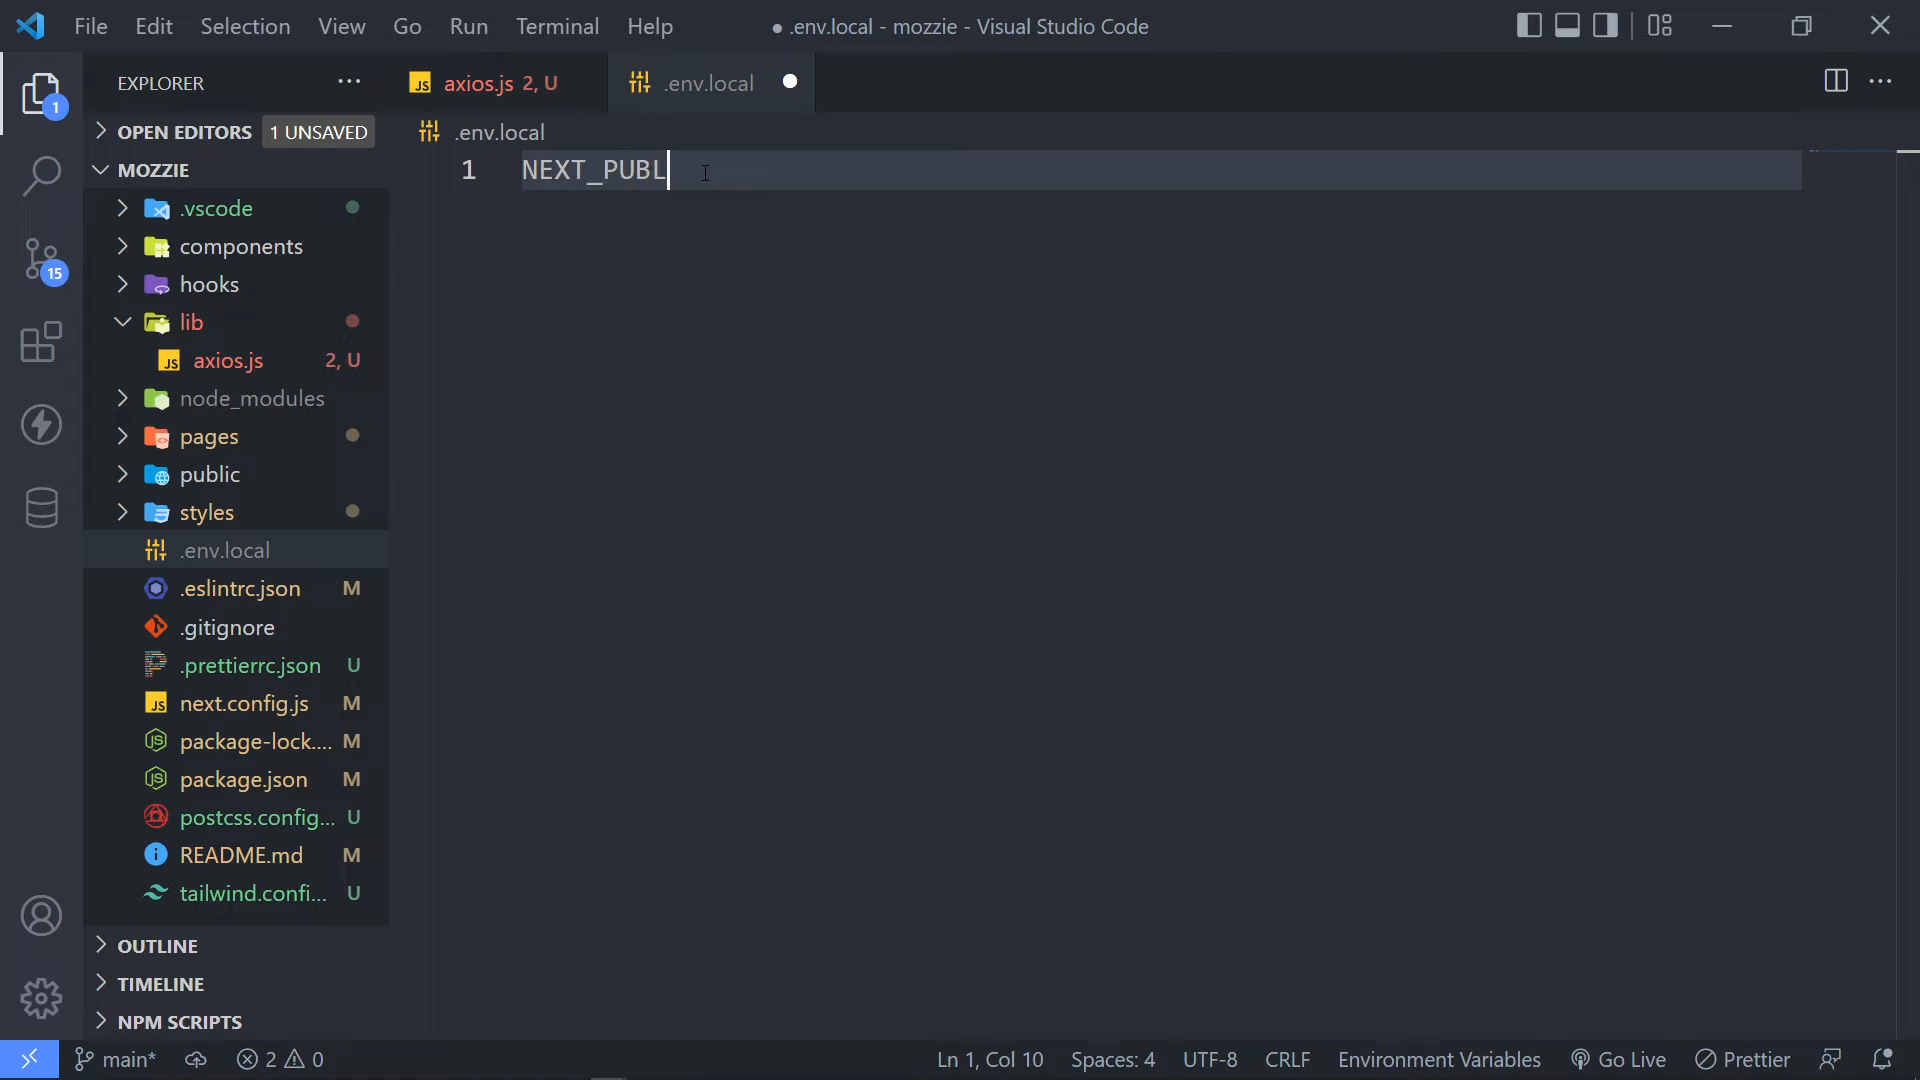 File Edit Selection View Go Run Terminal Help ● .env.local - mozzie - Visual Studio Code
EXPLORER ...
JS axios.js 2, U
.env.local
1
OPEN EDITORS 1 UNSAVED
.env.local
MOZZIE
1 NEXT_PUBL
.vscode
components
hooks
lib
JS axios.js 2, U
node_modules
pages
public
styles
.env.local
.eslintrc.json M
.gitignore
.prettierrc.json U
JS next.config.js M
package-lock.... M
package.json M
postcss.config... U
README.md M
tailwind.confi... U
15
OUTLINE
TIMELINE
NPM SCRIPTS
main* 2 0 Ln 1, Col 10 Spaces: 4 UTF-8 CRLF Environment Variables Go Live Prettier